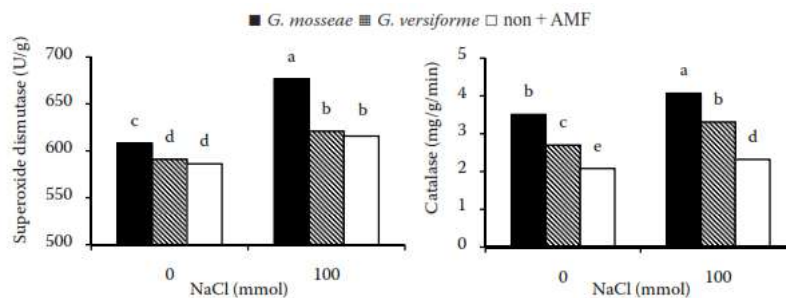 ■ G. mosseae ▩ G. versiforme □ non + AMF
Superoxide dismutase (U/g)
700
650
600
550
500
c
d
d
a
b
b
0
100
NaCl (mmol)
Catalase (mg/g/min)
5
4
3
2
1
0
b
c
e
a
b
d
0
100
NaCl (mmol)